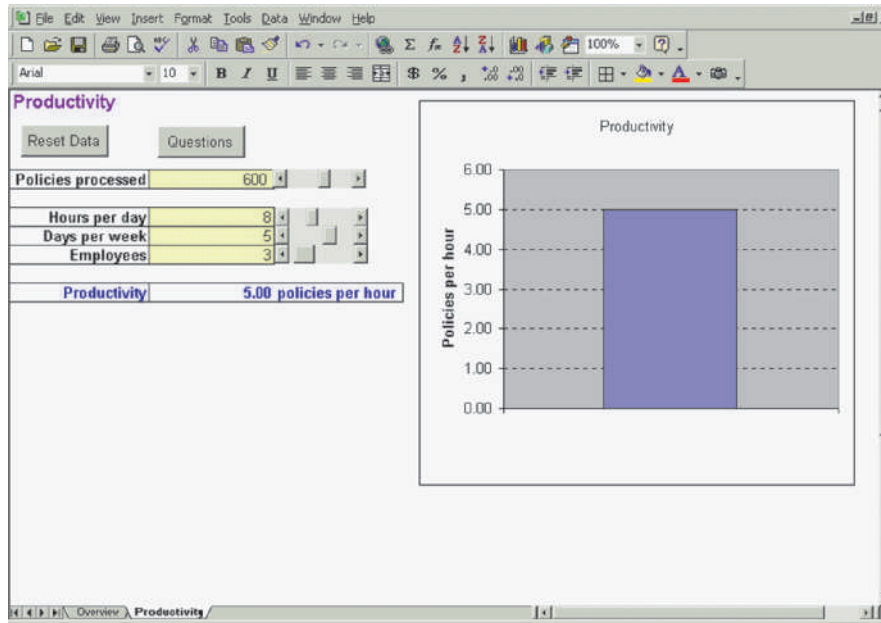 File Edit View Insert Format Tools Data Window Help
100%
Arial 10 B I U $ % ,
Productivity
Reset Data Questions
Policies processed 600
Hours per day 8
Days per week 5
Employees 3
Productivity 5.00 policies per hour
Productivity
Policies per hour
6.00
5.00
4.00
3.00
2.00
1.00
0.00
Overview Productivity